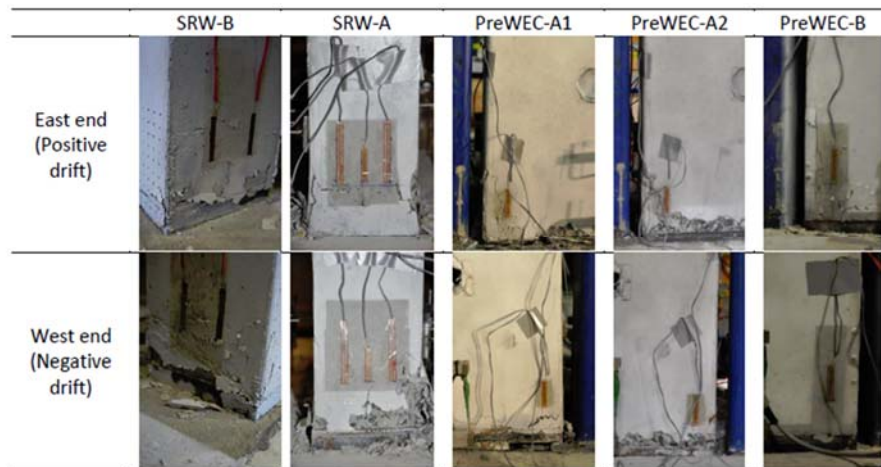 SRW-B SRW-A PreWEC-A1 PreWEC-A2 PreWEC-B
East end
(Positive
drift)
West end
(Negative
drift)